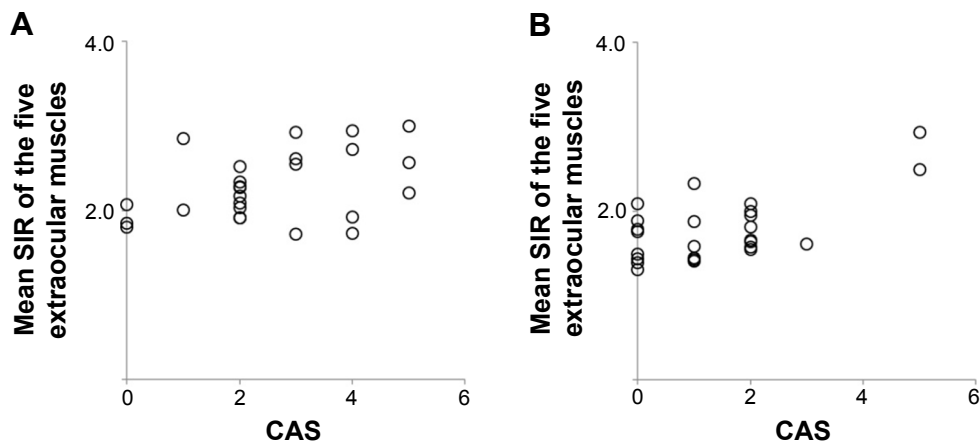 A
4.0
2.0
Mean SIR of the five
extraocular muscles
0 2 4 6
CAS
B
4.0
2.0
Mean SIR of the five
extraocular muscles
0 2 4 6
CAS